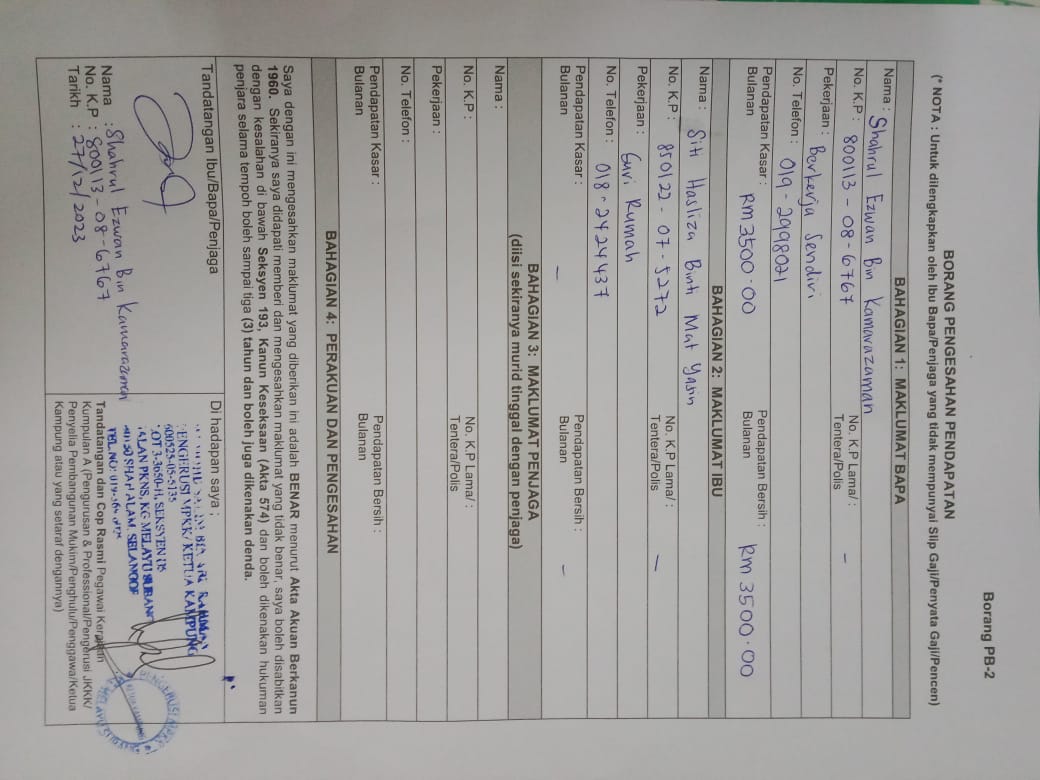 Borang PB-2
BORANG PENGESAHAN PENDAPATAN
(* NOTA : Untuk dilengkapkan oleh Ibu Bapa/Penjaga yang tidak mempunyai Slip Gaji/Penyata Gaji/Pencen)
BAHAGIAN 1: MAKLUMAT BAPA
Nama : Shahrul Ezwan Bin Kamarazaman
No. K.P : 800113-08-6767 No. K.P Lama/ : -
Tentera/Polis
Pekerjaan : Berkerja Sendiri
No. Telefon : 019-2998021
Pendapatan Kasar : RM 3500.00 Pendapatan Bersih : RM 3500.00
Bulanan Bulanan
BAHAGIAN 2: MAKLUMAT IBU
Nama : Siti Hasliza Binti Mat Yasin
No. K.P : 850122-07-5272 No. K.P Lama/ : -
Tentera/Polis
Pekerjaan : Suri Rumah
No. Telefon : 018-2424437
Pendapatan Kasar : - Pendapatan Bersih : -
Bulanan Bulanan
BAHAGIAN 3: MAKLUMAT PENJAGA
(diisi sekiranya murid tinggal dengan penjaga)
Nama :
No. K.P : No. K.P Lama/ :
Tentera/Polis
Pekerjaan :
No. Telefon :
Pendapatan Kasar : Pendapatan Bersih :
Bulanan Bulanan
BAHAGIAN 4: PERAKUAN DAN PENGESAHAN
Saya dengan ini mengesahkan maklumat yang diberikan ini adalah BENAR menurut Akta Akuan Berkanun
1960. Sekiranya saya didapati memberi dan mengesahkan maklumat yang tidak benar, saya boleh disabitkan
dengan kesalahan di bawah Seksyen 193, Kanun Keseksaan (Akta 574) dan boleh dikenakan hukuman
penjara selama tempoh boleh sampai tiga (3) tahun dan boleh juga dikenakan denda.
Tandatangan Ibu/Bapa/Penjaga
Nama : Shahrul Ezwan Bin Kamarazaman
No. K.P : 800113-08-6767
Tarikh : 27/12/2023
Di hadapan saya ;
PENGERUSI MPKK/ KETUA KAMPUNG
600525-05-5135
LOT 3-3650-H, SEKSYEN U6
JALAN PKNS, KG. MELAYU SUBANG
SHAH ALAM, SELANGOR
TEL.NO:
Tandatangan dan Cop Rasmi Pegawai Kerajaan
Kumpulan A (Pengurusan & Professional/Pengerusi JKKK/
Penyelia Pembangunan Mukim/Penghulu/Penggawa/Ketua
Kampung atau yang setaraf dengannya)